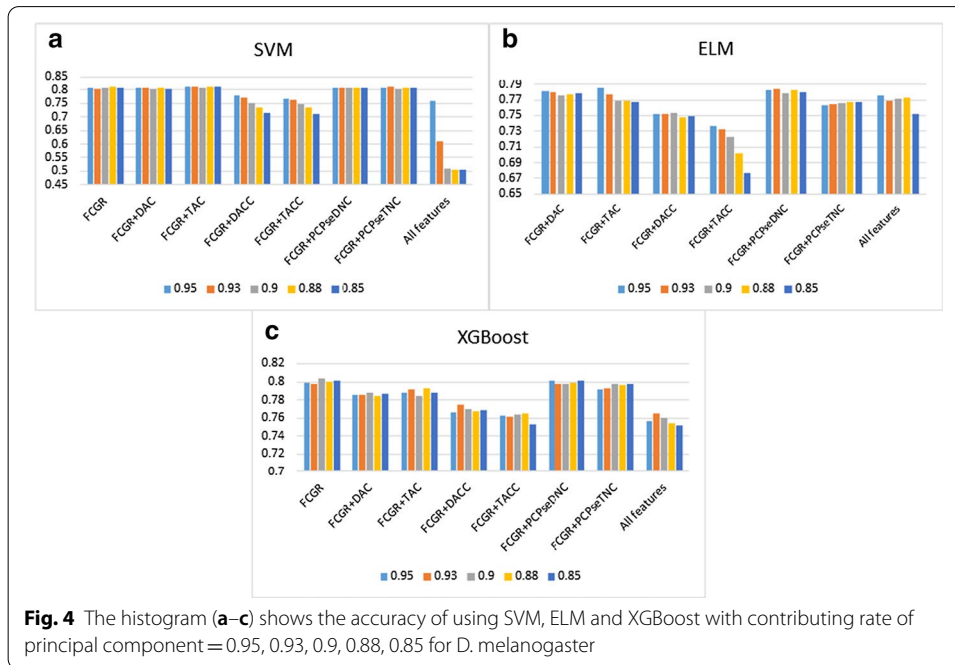 a
SVM
0.85
0.8
0.75
0.7
0.65
0.6
0.55
0.5
0.45
FCGR
FCGR+DAC
FCGR+TAC
FCGR+DACC
FCGR+TACC
FCGR+PCPseDNC
FCGR+PCPseTNC
All features
0.95 0.93 0.9 0.88 0.85
b
ELM
0.79
0.77
0.75
0.73
0.71
0.69
0.67
0.65
FCGR+DAC
FCGR+TAC
FCGR+DACC
FCGR+TACC
FCGR+PCPseDNC
FCGR+PCPseTNC
All features
0.95 0.93 0.9 0.88 0.85
c
XGBoost
0.82
0.8
0.78
0.76
0.74
0.72
0.7
FCGR
FCGR+DAC
FCGR+TAC
FCGR+DACC
FCGR+TACC
FCGR+PCPseDNC
FCGR+PCPseTNC
All features
0.95 0.93 0.9 0.88 0.85
Fig. 4 The histogram (a–c) shows the accuracy of using SVM, ELM and XGBoost with contributing rate of
principal component = 0.95, 0.93, 0.9, 0.88, 0.85 for D. melanogaster